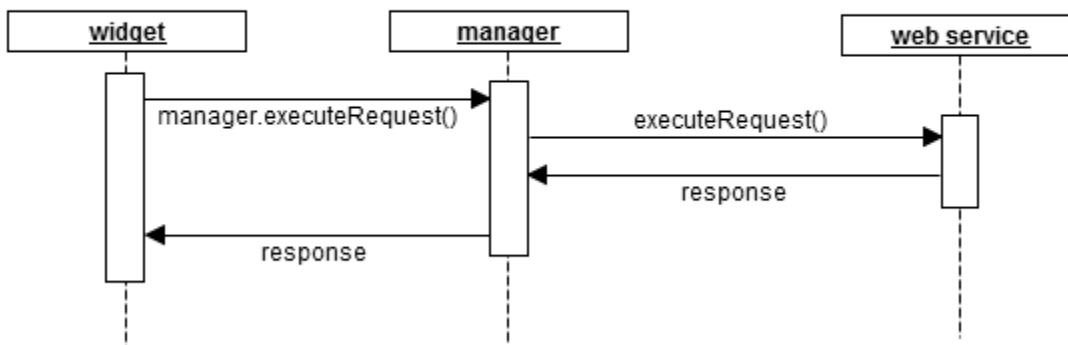 widget
manager
web service
manager.executeRequest()
executeRequest()
response
response